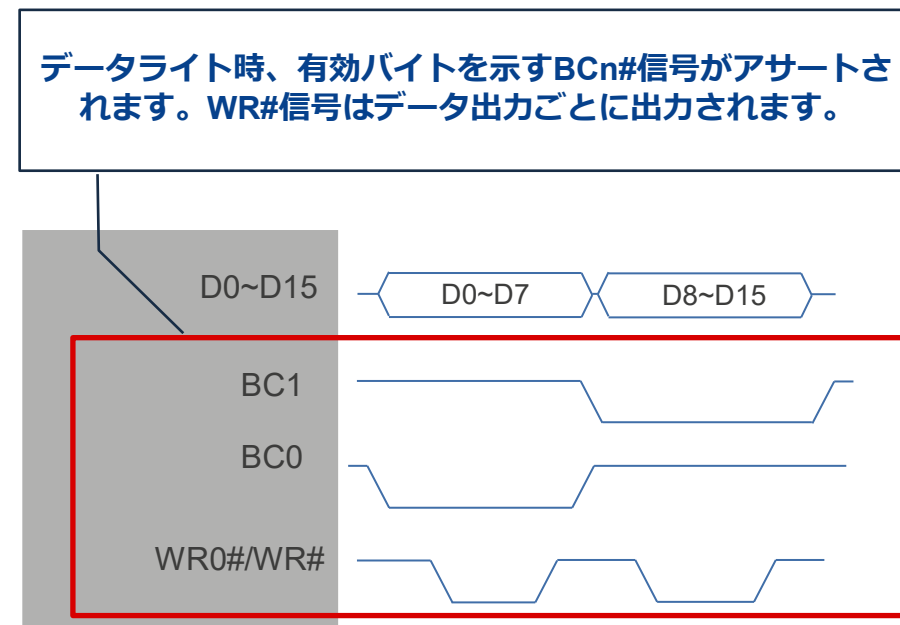 データライト時、有効バイトを示すBCn#信号がアサートさ
れます。WR#信号はデータ出力ごとに出力されます。
D0~D15
D0~D7
D8~D15
BC1
BC0
WR0#/WR#